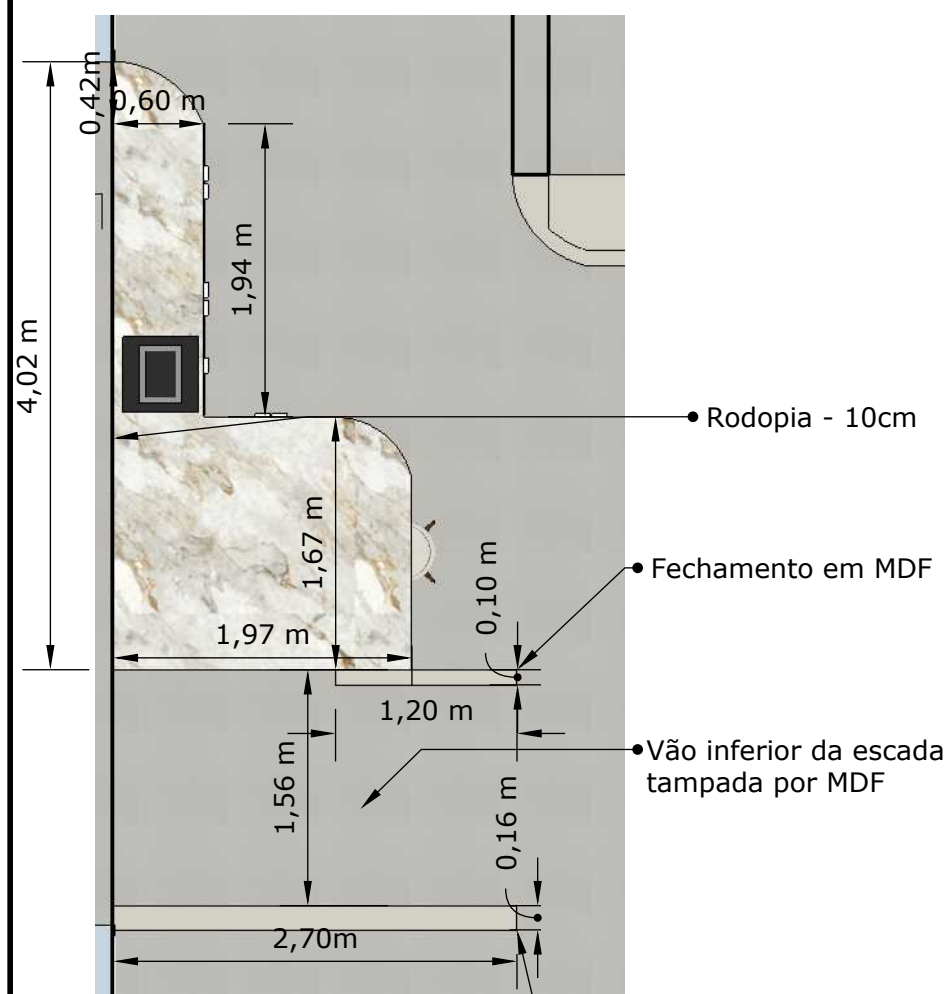 0,42m
0,60 m
1,94 m
4,02 m
Rodopia - 10cm
1,67 m
Fechamento em MDF
0,10 m
1,97 m
1,20 m
Vão inferior da escada
tampada por MDF
1,56 m
0,16 m
2,70m